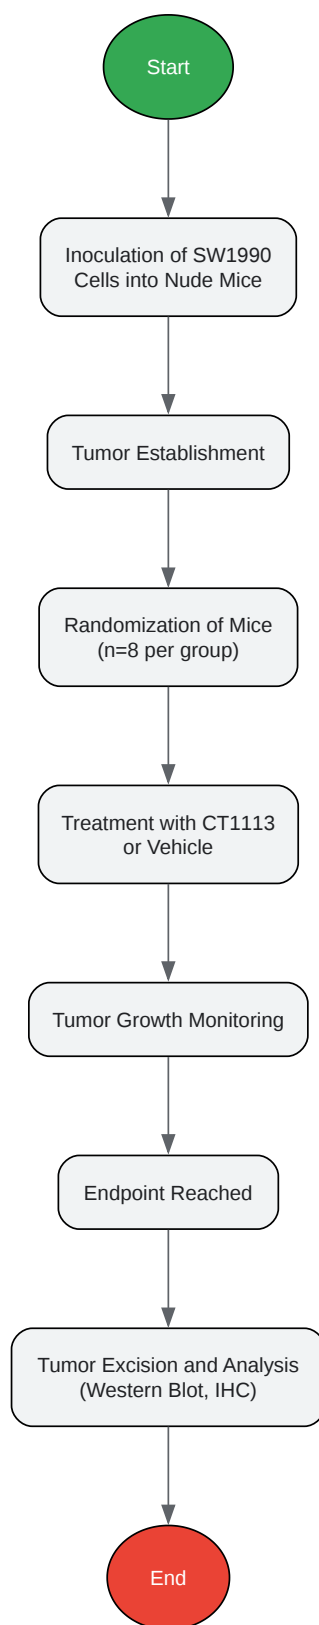 Start
Inoculation of SW1990
Cells into Nude Mice
Tumor Establishment
Randomization of Mice
(n=8 per group)
Treatment with CT1113
or Vehicle
Tumor Growth Monitoring
Endpoint Reached
Tumor Excision and Analysis
(Western Blot, IHC)
End